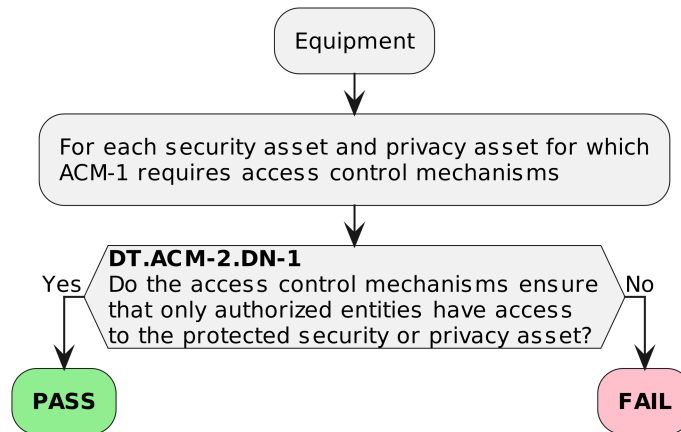 Equipment
For each security asset and privacy asset for which
ACM-1 requires access control mechanisms
DT.ACM-2.DN-1
Yes
Do the access control mechanisms ensure
No
that only authorized entities have access
to the protected security or privacy asset?
PASS
FAIL